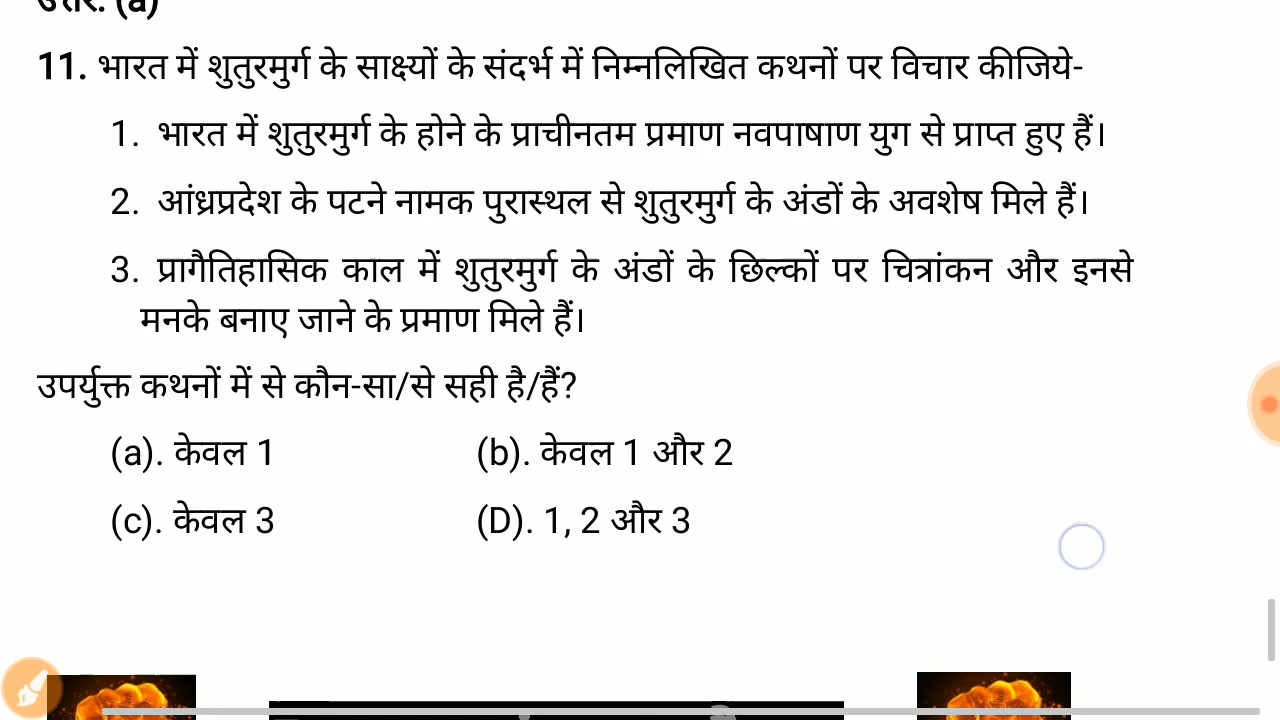 उत्तर: (a)
11. भारत में शुतुरमुर्ग के साक्ष्यों के संदर्भ में निम्नलिखित कथनों पर विचार कीजिये-
1. भारत में शुतुरमुर्ग के होने के प्राचीनतम प्रमाण नवपाषाण युग से प्राप्त हुए हैं।
2. आंध्रप्रदेश के पटने नामक पुरास्थल से शुतुरमुर्ग के अंडों के अवशेष मिले हैं।
3. प्रागैतिहासिक काल में शुतुरमुर्ग के अंडों के छिल्कों पर चित्रांकन और इनसे
मनके बनाए जाने के प्रमाण मिले हैं।
उपर्युक्त कथनों में से कौन-सा/से सही है/हैं?
(a). केवल 1 (b). केवल 1 और 2
(c). केवल 3 (D). 1, 2 और 3